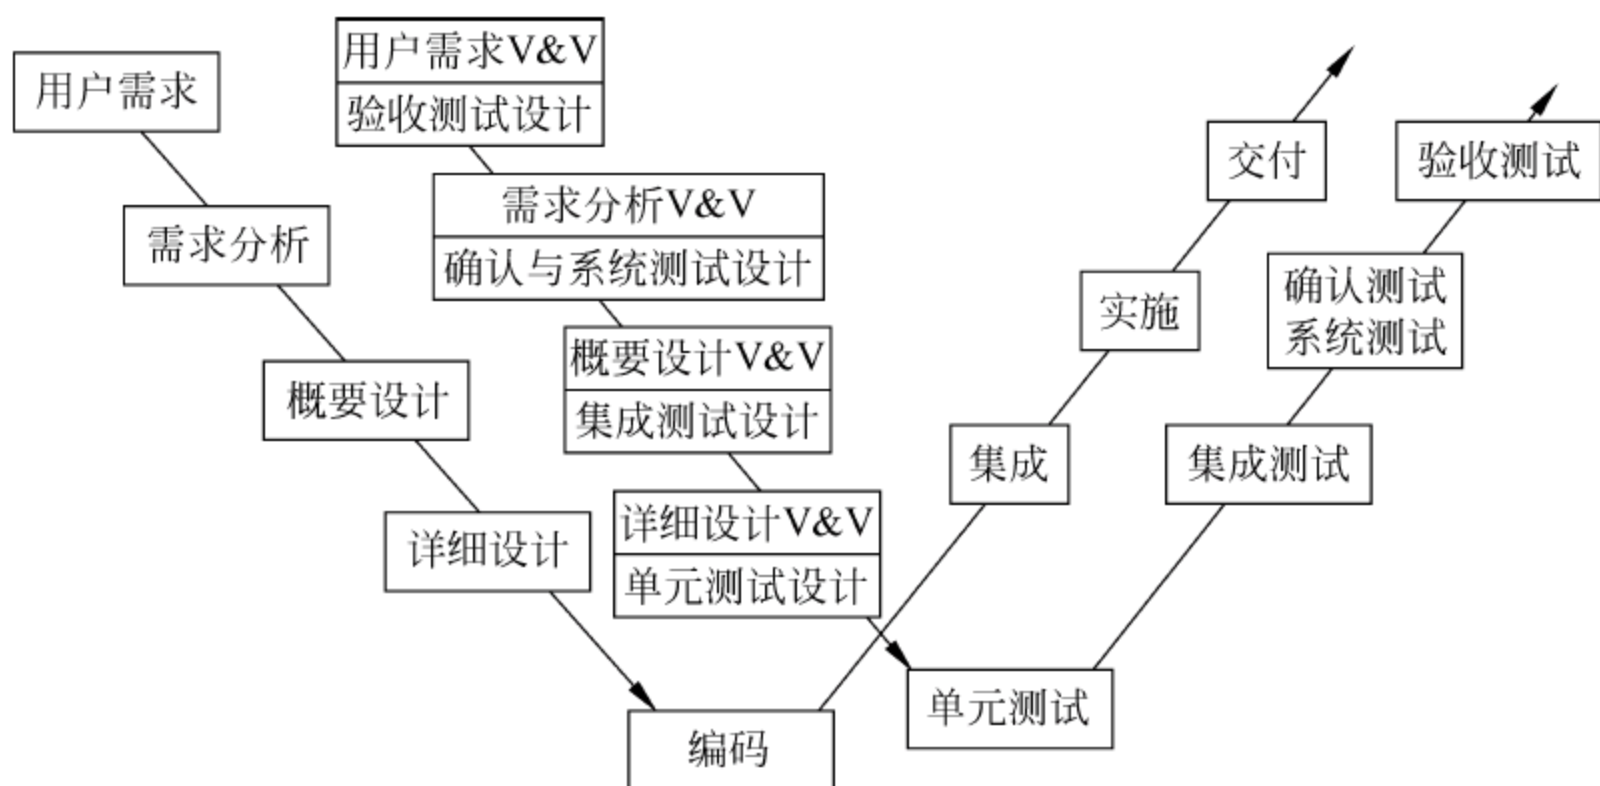 用户需求
需求分析
概要设计
详细设计
编码
用户需求V&V
验收测试设计
需求分析V&V
确认与系统测试设计
概要设计V&V
集成测试设计
详细设计V&V
单元测试设计
单元测试
集成
实施
交付
集成测试
确认测试
系统测试
验收测试